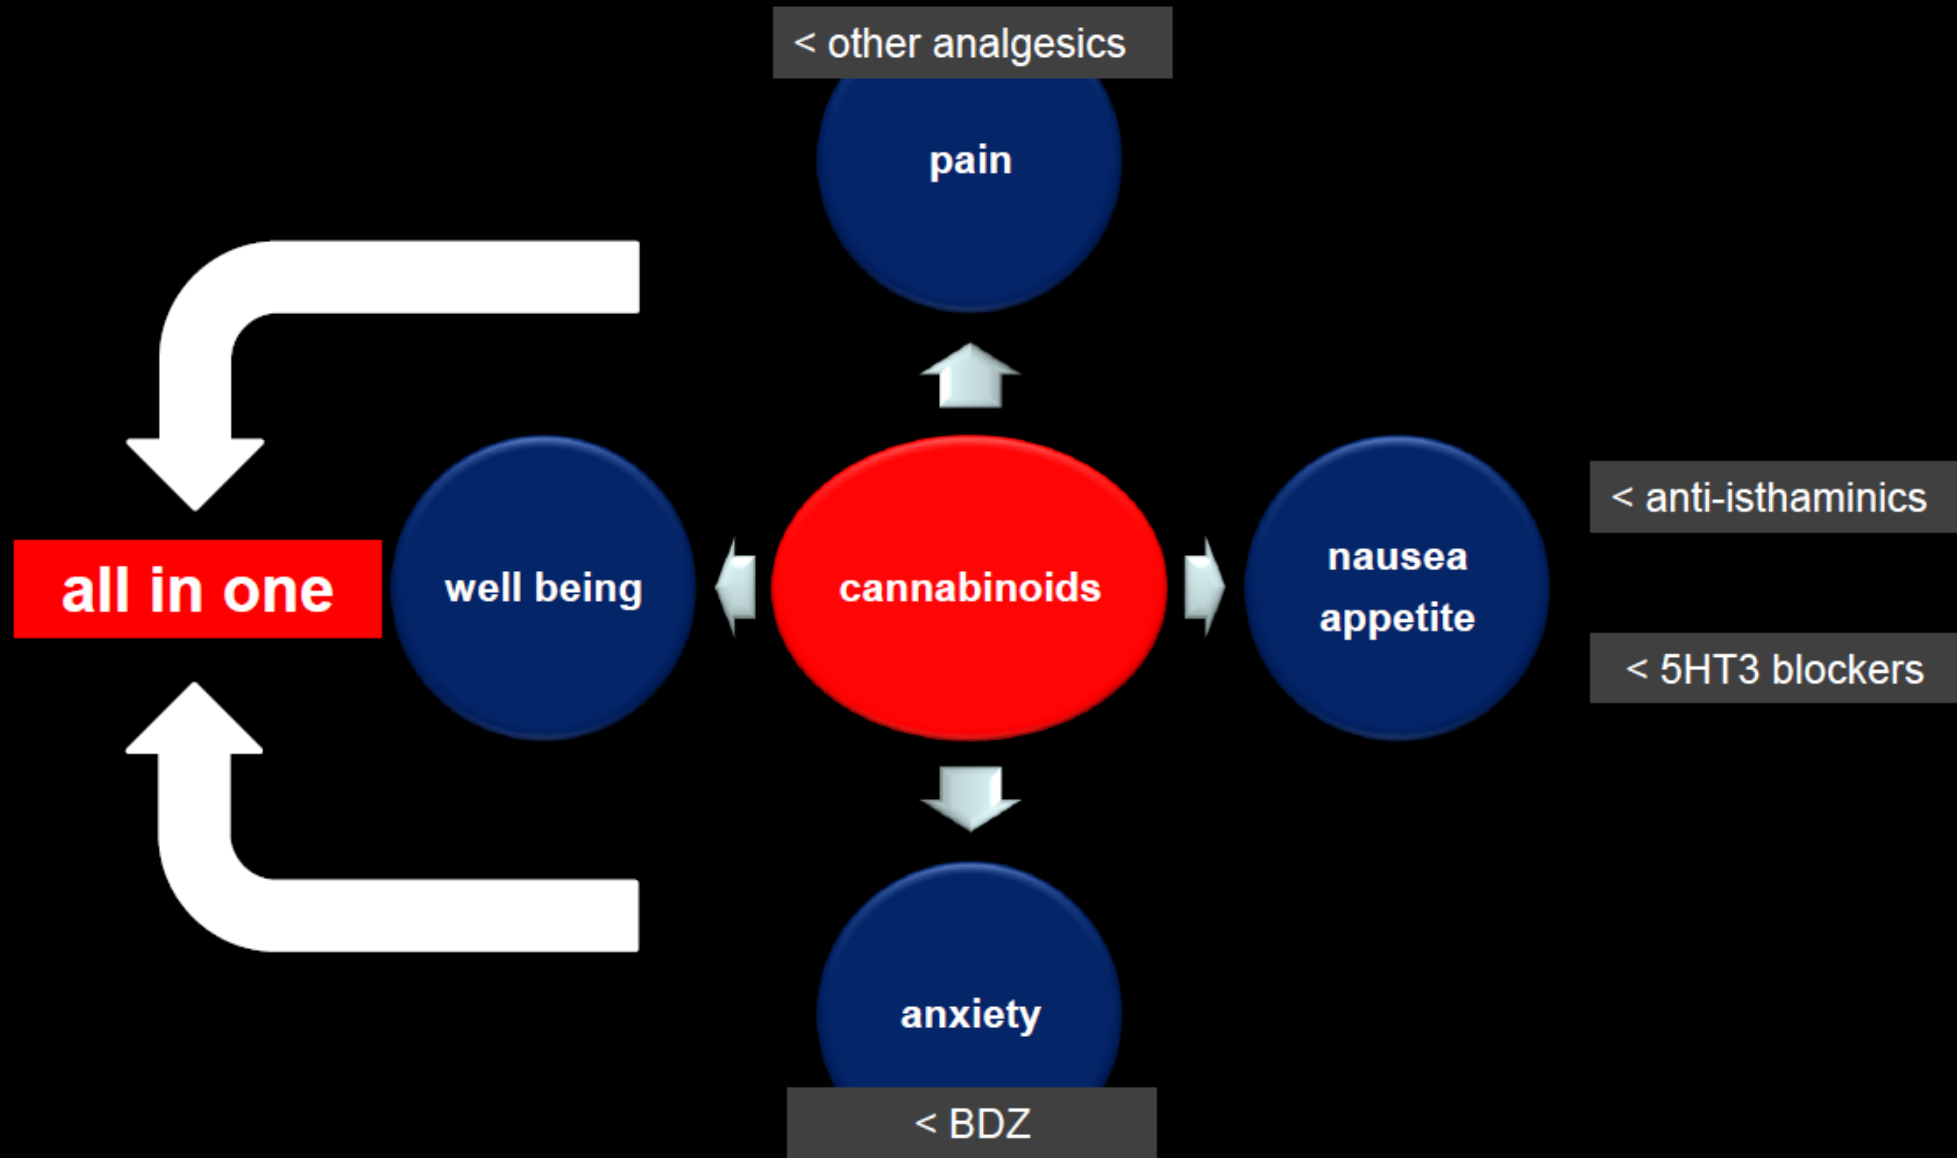 < other analgesics
pain
all in one
well being
cannabinoids
nausea
appetite
< anti-isthaminics
< 5HT3 blockers
anxiety
< BDZ